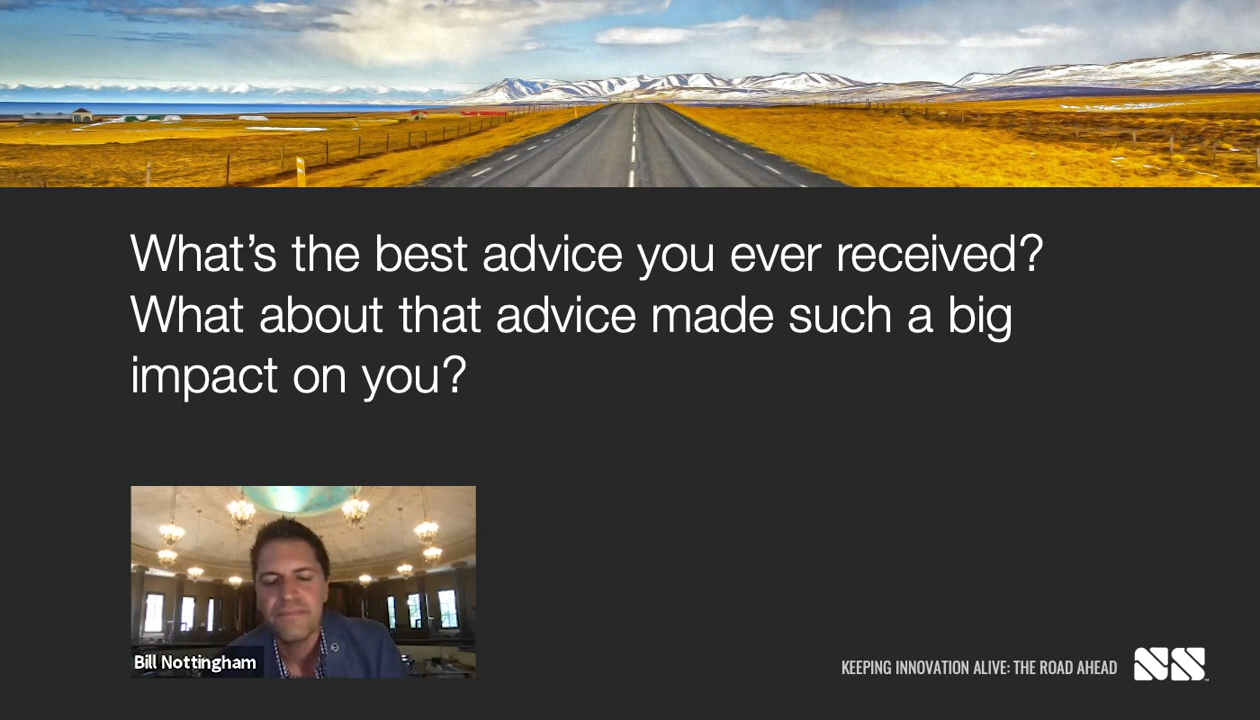 What’s the best advice you ever received?
What about that advice made such a big
impact on you?
Bill Nottingham
KEEPING INNOVATION ALIVE: THE ROAD AHEAD